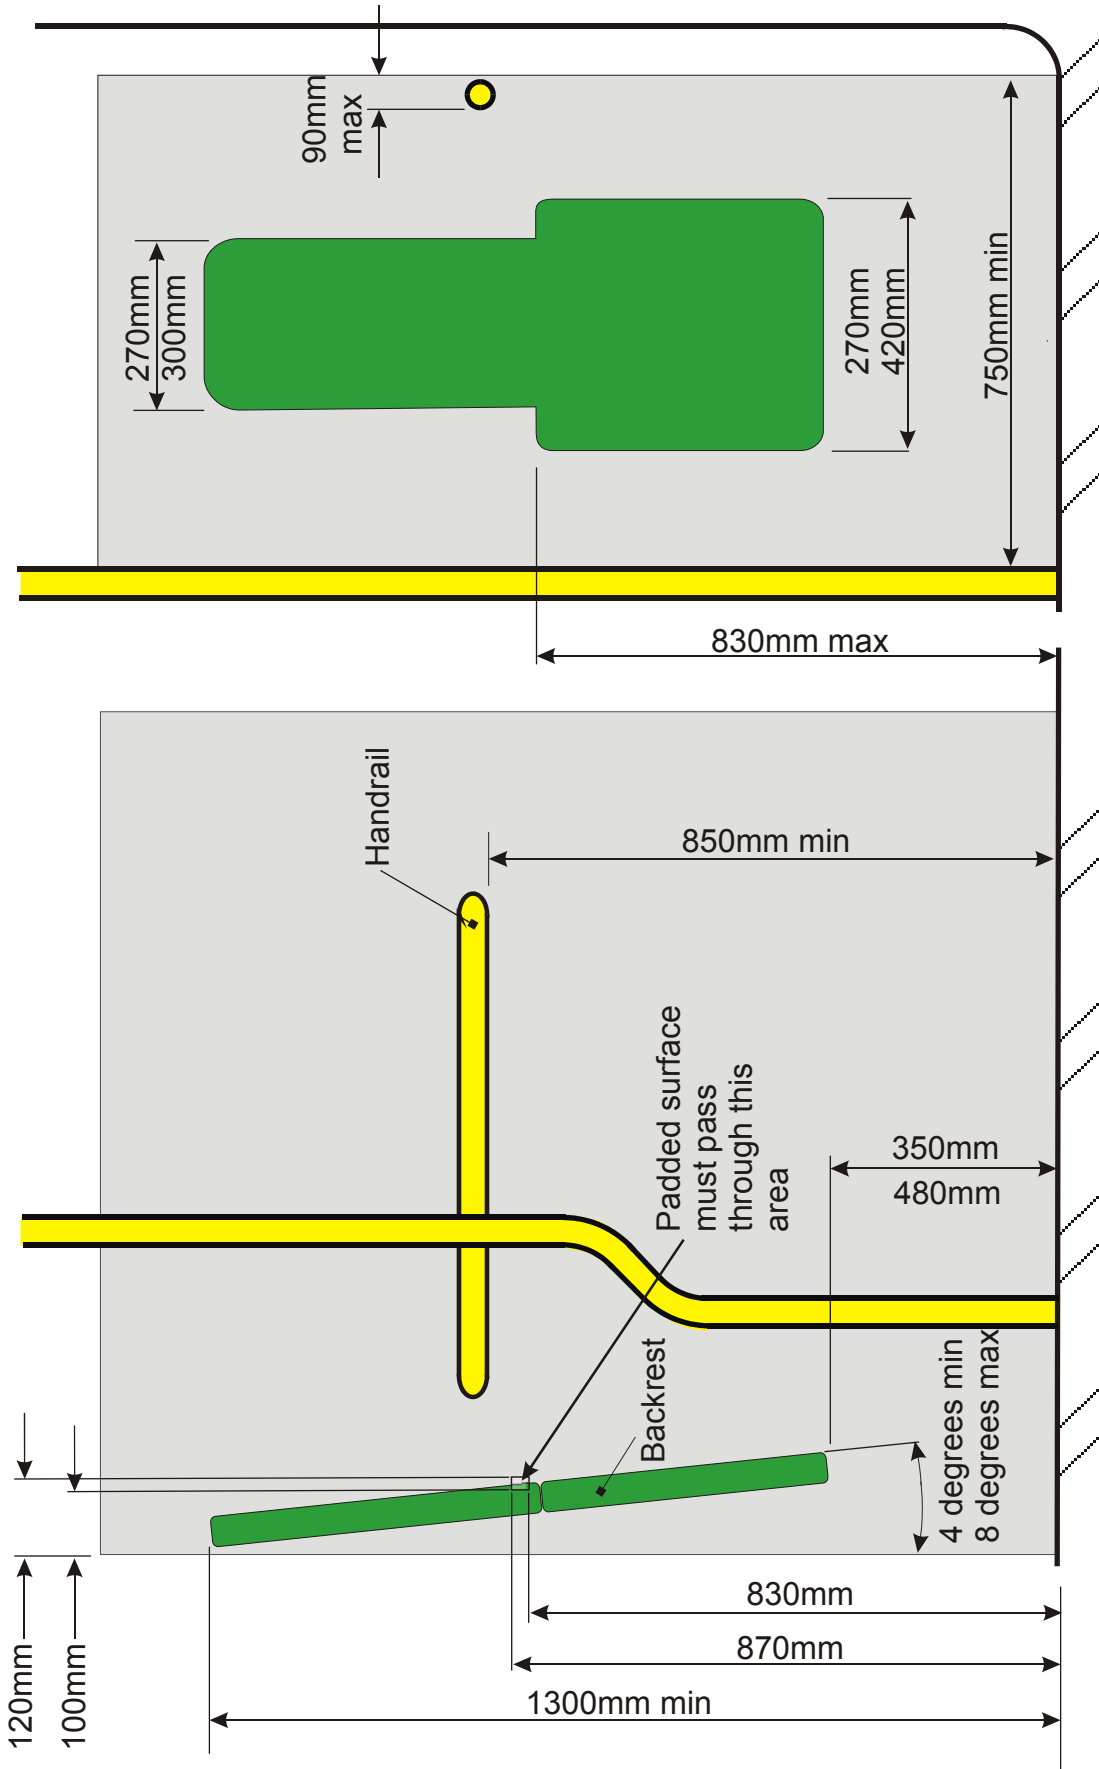 90mm
max
270mm
300mm
270mm
420mm
750mm min
830mm max
Handrail
850mm min
Padded surface
must pass
through this
area
350mm
480mm
Backrest
4 degrees min
8 degrees max
830mm
870mm
1300mm min
120mm
100mm